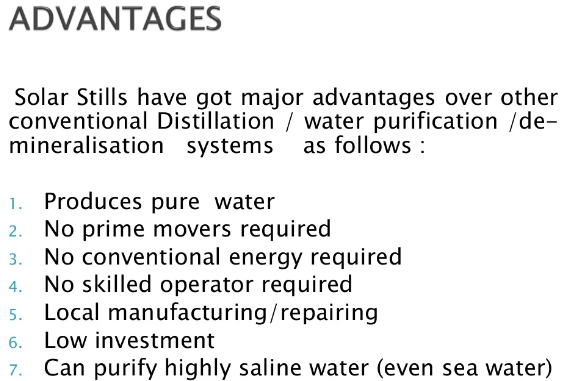 ADVANTAGES
Solar Stills have got major advantages over other
conventional Distillation / water purification /de-
mineralisation systems as follows :
1. Produces pure water
2. No prime movers required
3. No conventional energy required
4. No skilled operator required
5. Local manufacturing/repairing
6. Low investment
7. Can purify highly saline water (even sea water)